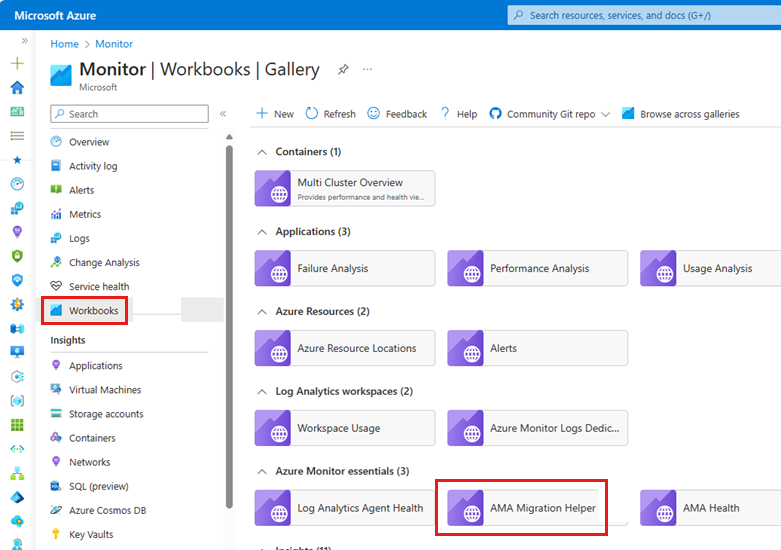 Microsoft Azure
Search resources, services, and docs (G+/)
Home > Monitor
Monitor | Workbooks | Gallery
Microsoft
Search
Overview
Activity log
Alerts
Metrics
Logs
Change Analysis
Service health
Workbooks
Insights
Applications
Virtual Machines
Storage accounts
Containers
Networks
SQL (preview)
Azure Cosmos DB
Key Vaults
New Refresh Feedback Help Community Git repo Browse across galleries
Containers (1)
Multi Cluster Overview
Provides performance and health vie...
Applications (3)
Failure Analysis Performance Analysis Usage Analysis
Azure Resources (2)
Azure Resource Locations Alerts
Log Analytics workspaces (2)
Workspace Usage Azure Monitor Logs Dedic...
Azure Monitor essentials (3)
Log Analytics Agent Health AMA Migration Helper AMA Health
Insights (11)